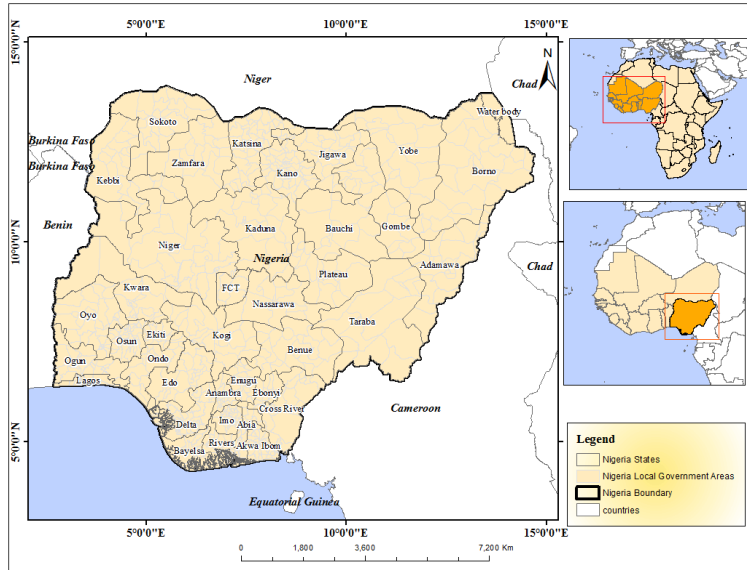 5°0'0"E 10°0'0"E 15°0'0"E
15°0'0"N
10°0'0"N
5°0'0"N
N
Niger
Chad
Water body
Sokoto
Katsina
Burkina Faso
Jigawa
Yobe
Zamfara
Burkina Faso
Kano
Borno
Kebbi
Benin
Gombe
Kaduna
Bauchi
Niger
Nigeria
Adamawa
Chad
Plateau
Kwara
FCT
Nassarawa
Oyo
Taraba
Ekiti
Kogi
Osun
Benue
Ogun
Ondo
Lagos
Edo
Enugu
Anambra
Ebonyi
Cross River
Cameroon
Imo
Abia
Delta
Rivers
Akwa Ibom
Bayelsa
Equatorial Guinea
5°0'0"E 10°0'0"E 15°0'0"E
0 1,800 3,600 7,200 Km
Legend
Nigeria States
Nigeria Local Government Areas
Nigeria Boundary
countries